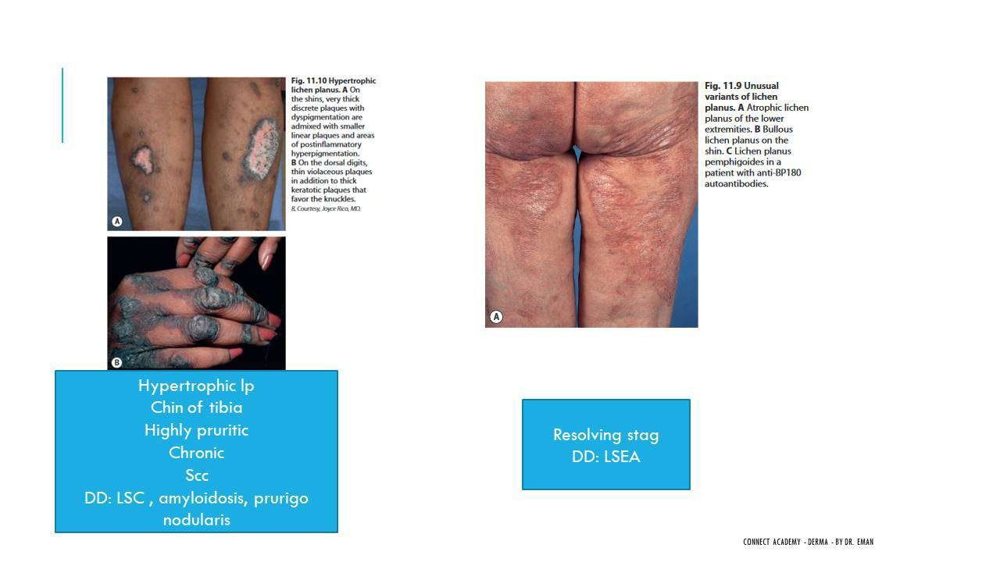 Fig. 11.10 Hypertrophic
lichen planus. A On
the shins, very thick
discrete plaques with
dyspigmentation are
admixed with smaller
linear plaques and areas
of postinflammatory
hyperpigmentation.
B On the dorsal digits,
thin violaceous plaques
in addition to thick
keratotic plaques that
favor the knuckles.
B, Courtesy, Joyce Rico, MD.
A
B
Hypertrophic lp
Chin of tibia
Highly pruritic
Chronic
Scc
DD: LSC , amyloidosis, prurigo
nodularis
Fig. 11.9 Unusual
variants of lichen
planus. A Atrophic lichen
planus of the lower
extremities. B Bullous
lichen planus on the
shin. C Lichen planus
pemphigoides in a
patient with anti-BP180
autoantibodies.
A
Resolving stag
DD: LSEA
CONNECT ACADEMY - DERMA - BY DR. EMAN